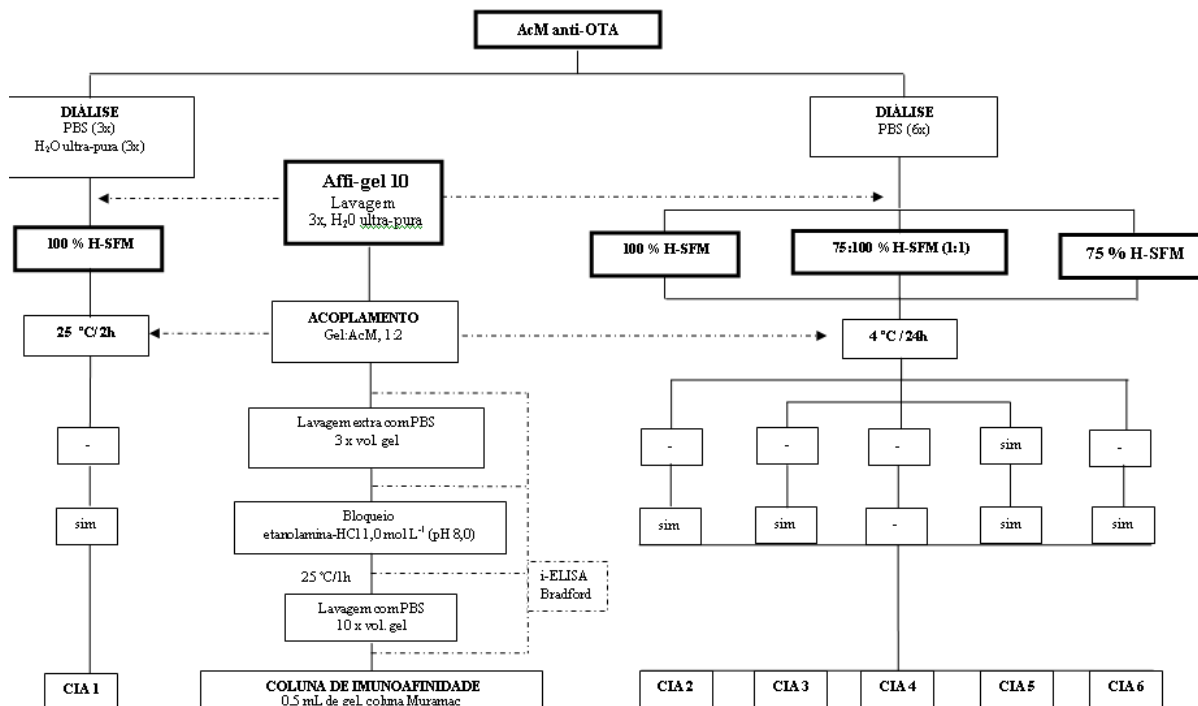 AcM anti-OTA
DIÁLISE
PBS (3x)
H₂O ultra-pura (3x)
DIÁLISE
PBS (6x)
Affi-gel 10
Lavagem
3x, H₂0 ultra-pura
100 % H-SFM
100 % H-SFM
75:100 % H-SFM (1:1)
75 % H-SFM
25 °C/ 2h
ACOPLAMENTO
Gel:AcM, 1:2
4 °C / 24h
Lavagem extra com PBS
3 x vol. gel
-
-
-
-
sim
-
Bloqueio
etanolamina-HCl 1,0 mol L⁻¹ (pH 8,0)
sim
sim
sim
-
sim
sim
25 °C/1h
i-ELISA
Bradford
Lavagem com PBS
10 x vol. gel
CIA 1
COLUNA DE IMUNOAFINIDADE
0,5 mL de gel, coluna Muramac
CIA 2
CIA 3
CIA 4
CIA 5
CIA 6